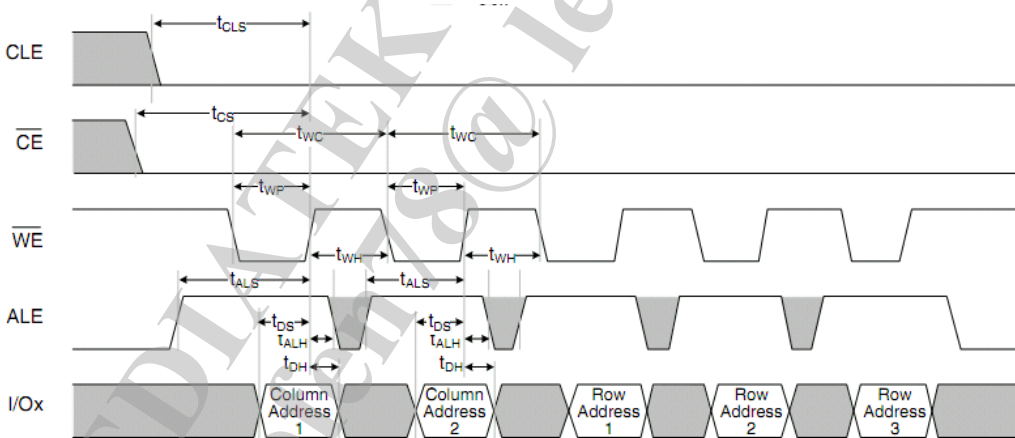 tCLS
CLE
tCS
CE
tWC tWC
tWP tWP
WE
tWH tWH
tALS tALS
ALE
tDS tDS
tALH tALH
tDH tDH
I/Ox
Column Address 1
Column Address 2
Row Address 1
Row Address 2
Row Address 3